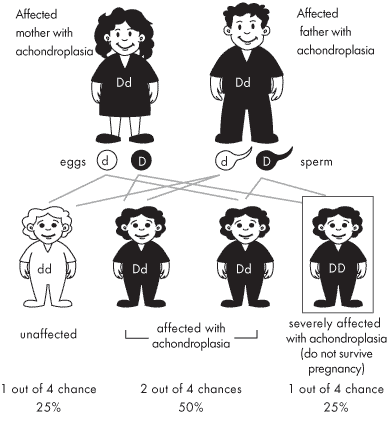 Affected
mother with
achondroplasia
Affected
father with
achondroplasia
Dd
Dd
eggs
d
D
d
D
sperm
dd
Dd
Dd
DD
unaffected
affected with
achondroplasia
severely affected
with achondroplasia
(do not survive
pregnancy)
1 out of 4 chance
25%
2 out of 4 chances
50%
1 out of 4 chance
25%